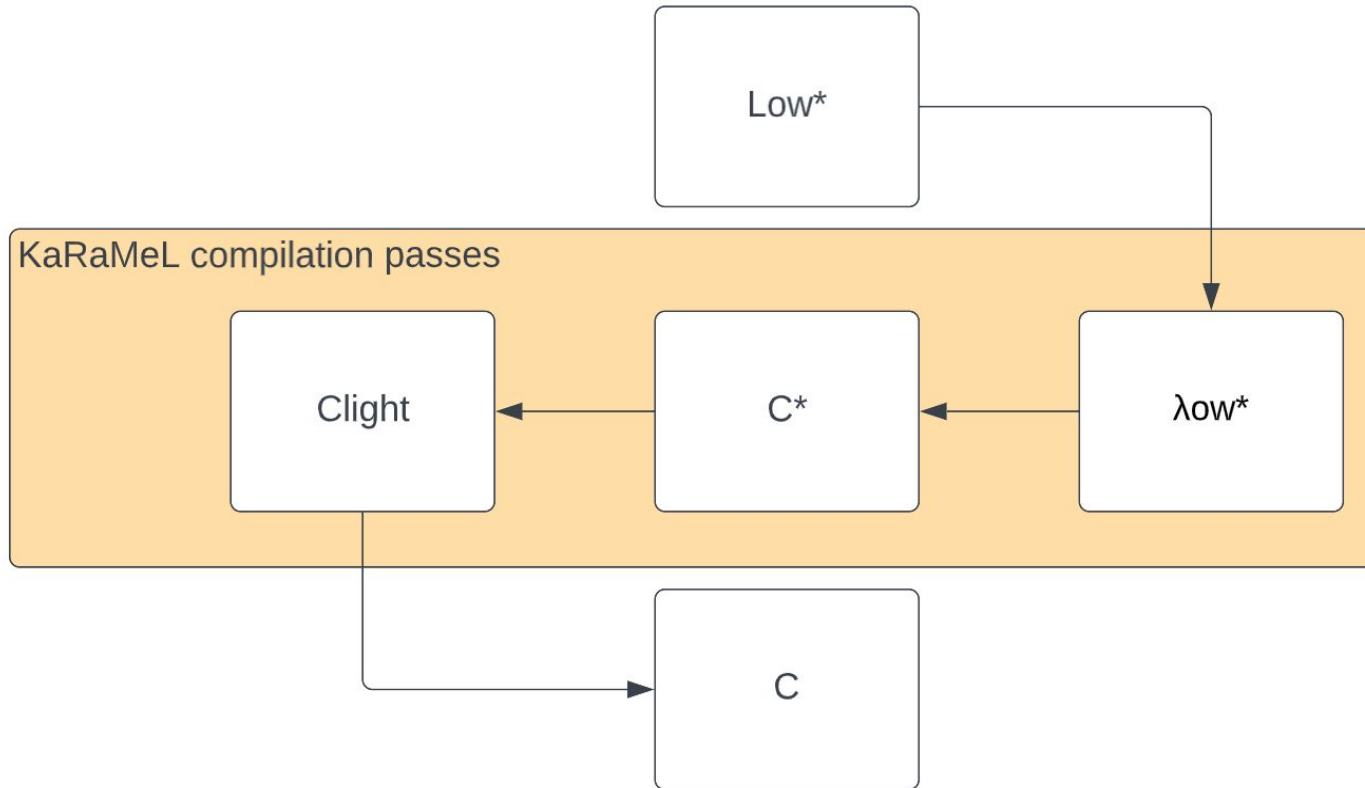 Low*
KaRaMeL compilation passes
Clight
C*
λow*
C